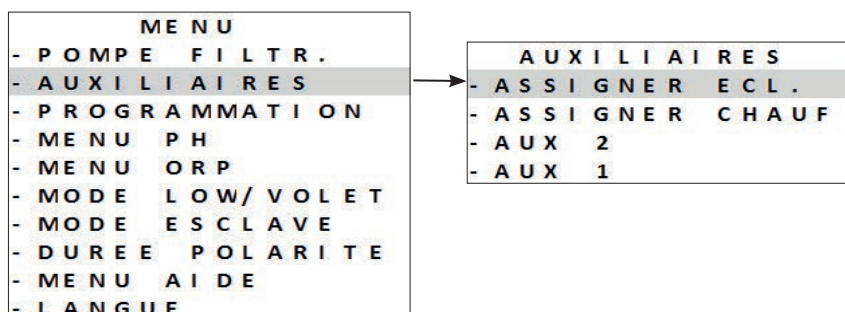 MENU
- POMPE FILTR.
- AUXILIAIRES
- PROGRAMMATION
- MENU PH
- MENU ORP
- MODE LOW/VOLET
- MODE ESCLAVE
- DUREE POLARITE
- MENU AIDE
- LANGUE
AUXILIAIRES
- ASSIGNER ECL.
- ASSIGNER CHAUF
- AUX 2
- AUX 1